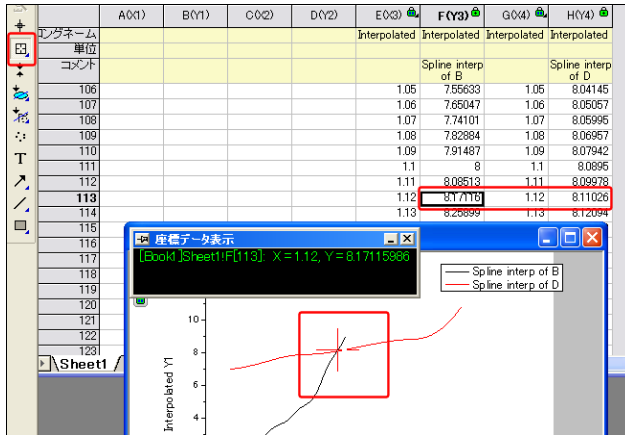 A(X1) B(Y1) C(X2) D(Y2) E(X3) F(Y3) G(X4) H(Y4)
ングネーム Interpolated Interpolated Interpolated Interpolated
単位
コメント Spline interp of B Spline interp of D
106 1.05 7.55633 1.05 8.04145
107 1.06 7.65047 1.06 8.05057
108 1.07 7.74101 1.07 8.05995
109 1.08 7.82884 1.08 8.06957
110 1.09 7.91487 1.09 8.07942
111 1.1 8 1.1 8.0895
112 1.11 8.08513 1.11 8.09978
113 1.12 8.17116 1.12 8.11026
114 1.13 8.25899 1.13 8.12094
115
116
117
118
119
120
121
122
123
座標データ表示
[Book1]Sheet1!F[113]: X = 1.12, Y = 8.17115986
Spline interp of B
Spline interp of D
10
8
6
4
Interpolated Y1
Sheet1
T